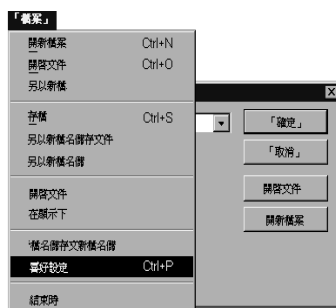 「檔案」
開新檔案 Ctrl+N
開啓文件 Ctrl+O
另以新檔
存檔 Ctrl+S
另以新檔名儲存文件
另以新檔名儲
開啓文件
在顯示下
檔名儲存文新檔名儲
喜好設定 Ctrl+P
結束時
「確定」
「取消」
開啓文件
開新檔案